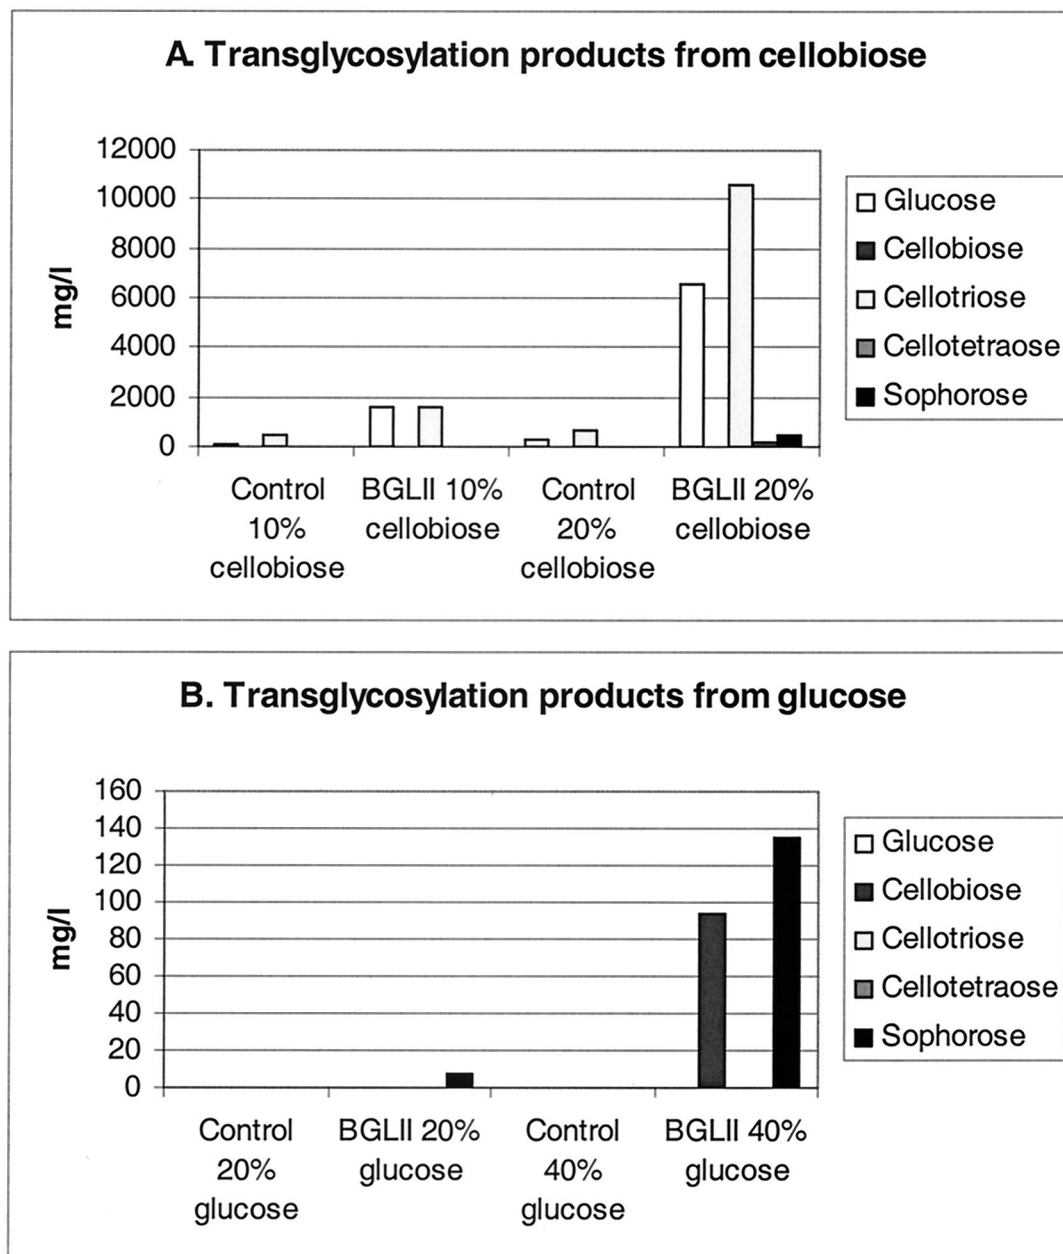 A. Transglycosylation products from cellobiose
12000
10000
8000
6000
4000
2000
0
mg/l
Control 10% cellobiose
BGLII 10% cellobiose
Control 20% cellobiose
BGLII 20% cellobiose
Glucose
Cellobiose
Cellotriose
Cellotetraose
Sophorose
B. Transglycosylation products from glucose
160
140
120
100
80
60
40
20
0
mg/l
Control 20% glucose
BGLII 20% glucose
Control 40% glucose
BGLII 40% glucose
Glucose
Cellobiose
Cellotriose
Cellotetraose
Sophorose